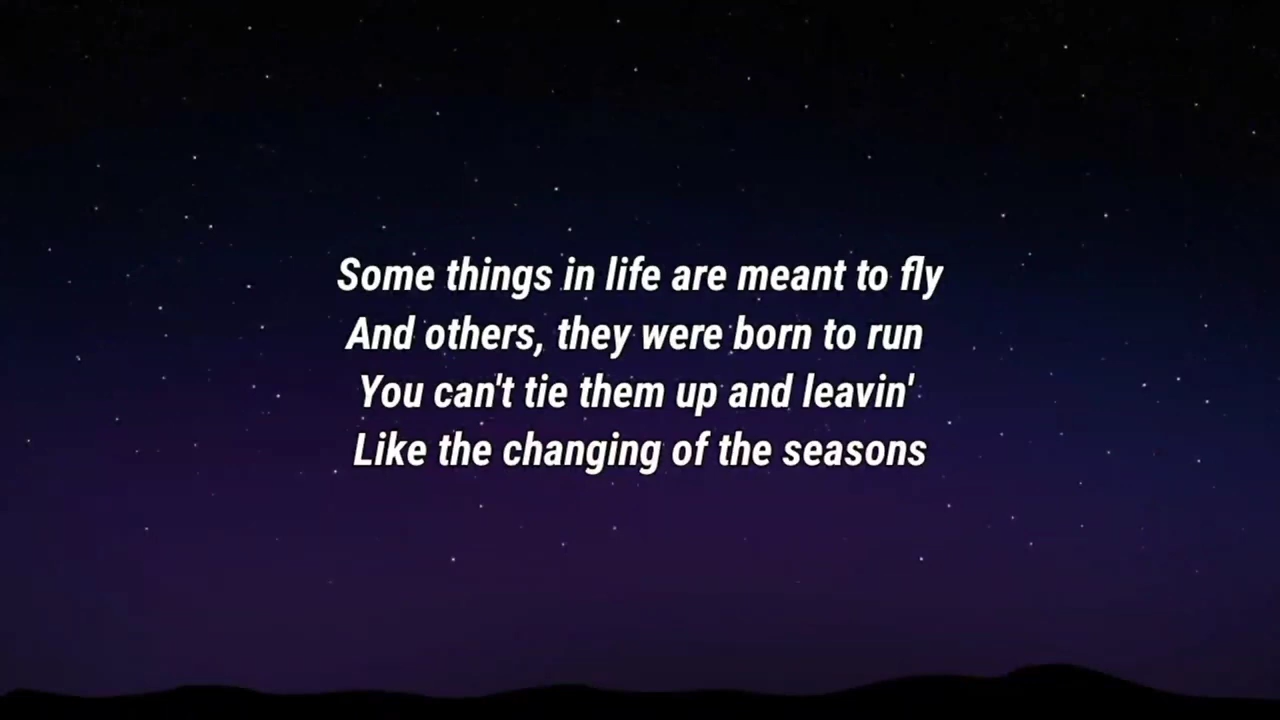 Some things in life are meant to fly
And others, they were born to run
You can't tie them up and leavin'
Like the changing of the seasons